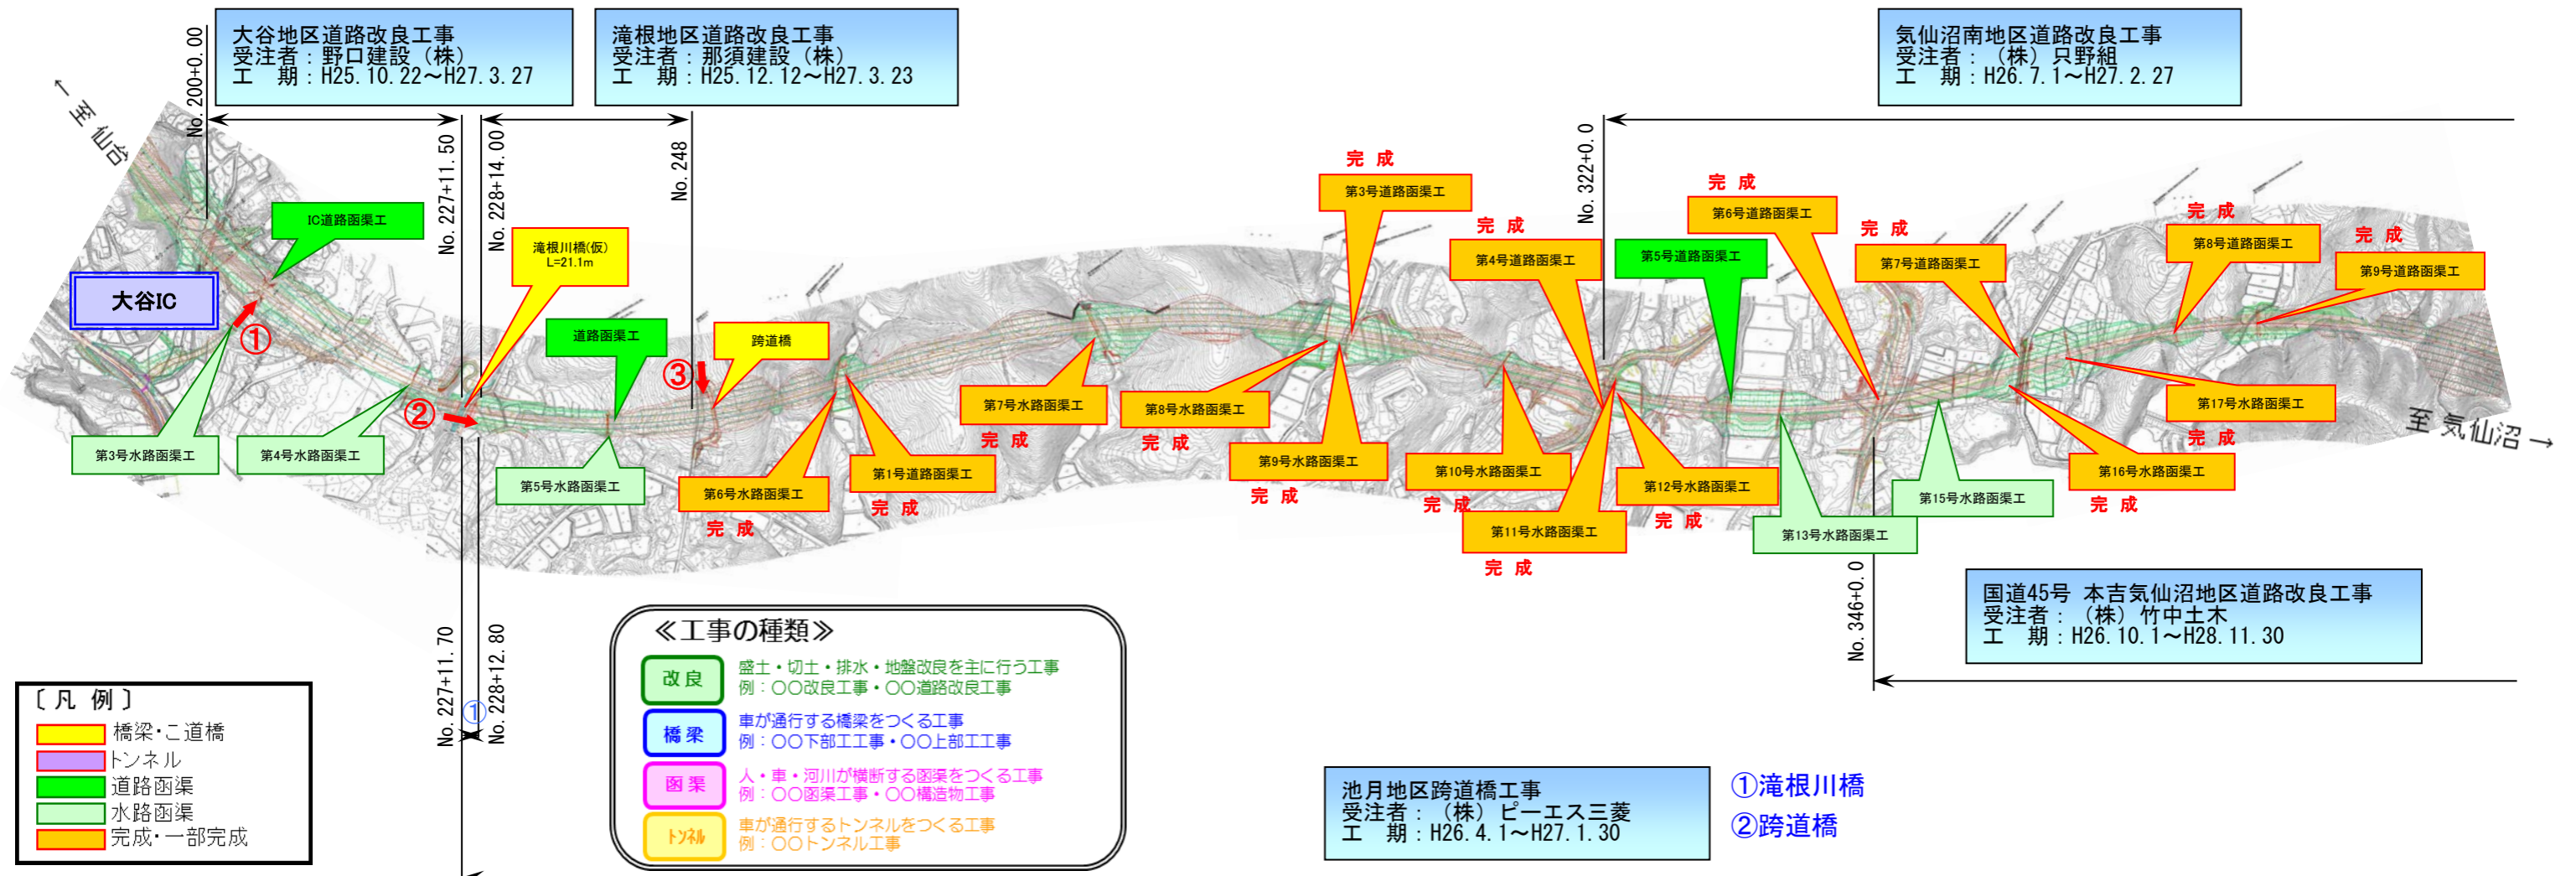 大谷地区道路改良工事
受注者：野口建設（株）
工　期：H25.10.22～H27.3.27
滝根地区道路改良工事
受注者：那須建設（株）
工　期：H25.12.12～H27.3.23
気仙沼南地区道路改良工事
受注者：（株）只野組
工　期：H26.7.1～H27.2.27
← 至 仙台
No.200+0.00
No.227+11.50
No.228+14.00
No.248
No.322+0.0
完 成
第3号道路函渠工
完 成
第4号道路函渠工
完 成
第6号道路函渠工
第5号道路函渠工
完 成
第7号道路函渠工
完 成
第8号道路函渠工
完 成
第9号道路函渠工
IC道路函渠工
滝根川橋(仮)
L=21.1m
大谷IC
①
道路函渠工
③
跨道橋
②
第3号水路函渠工
第4号水路函渠工
第5号水路函渠工
第6号水路函渠工
完 成
第1号道路函渠工
完 成
第7号水路函渠工
完 成
第8号水路函渠工
完 成
第9号水路函渠工
完 成
第10号水路函渠工
完 成
第11号水路函渠工
完 成
第12号水路函渠工
完 成
第13号水路函渠工
第15号水路函渠工
第16号水路函渠工
完 成
第17号水路函渠工
完 成
至 気仙沼 →
No.346+0.0
国道45号 本吉気仙沼地区道路改良工事
受注者：（株）竹中土木
工　期：H26.10.1～H28.11.30
No.227+11.70
①
No.228+12.80
≪工事の種類≫
改良
盛土・切土・排水・地盤改良を主に行う工事
例：〇〇改良工事・〇〇道路改良工事
橋梁
車が通行する橋梁をつくる工事
例：〇〇下部工工事・〇〇上部工工事
函渠
人・車・河川が横断する函渠をつくる工事
例：〇〇函渠工事・〇〇構造物工事
トンネル
車が通行するトンネルをつくる工事
例：〇〇トンネル工事
〔凡 例〕
橋梁・こ道橋
トンネル
道路函渠
水路函渠
完成・一部完成
池月地区跨道橋工事
受注者：（株）ピーエス三菱
工　期：H26.4.1～H27.1.30
①滝根川橋
②跨道橋